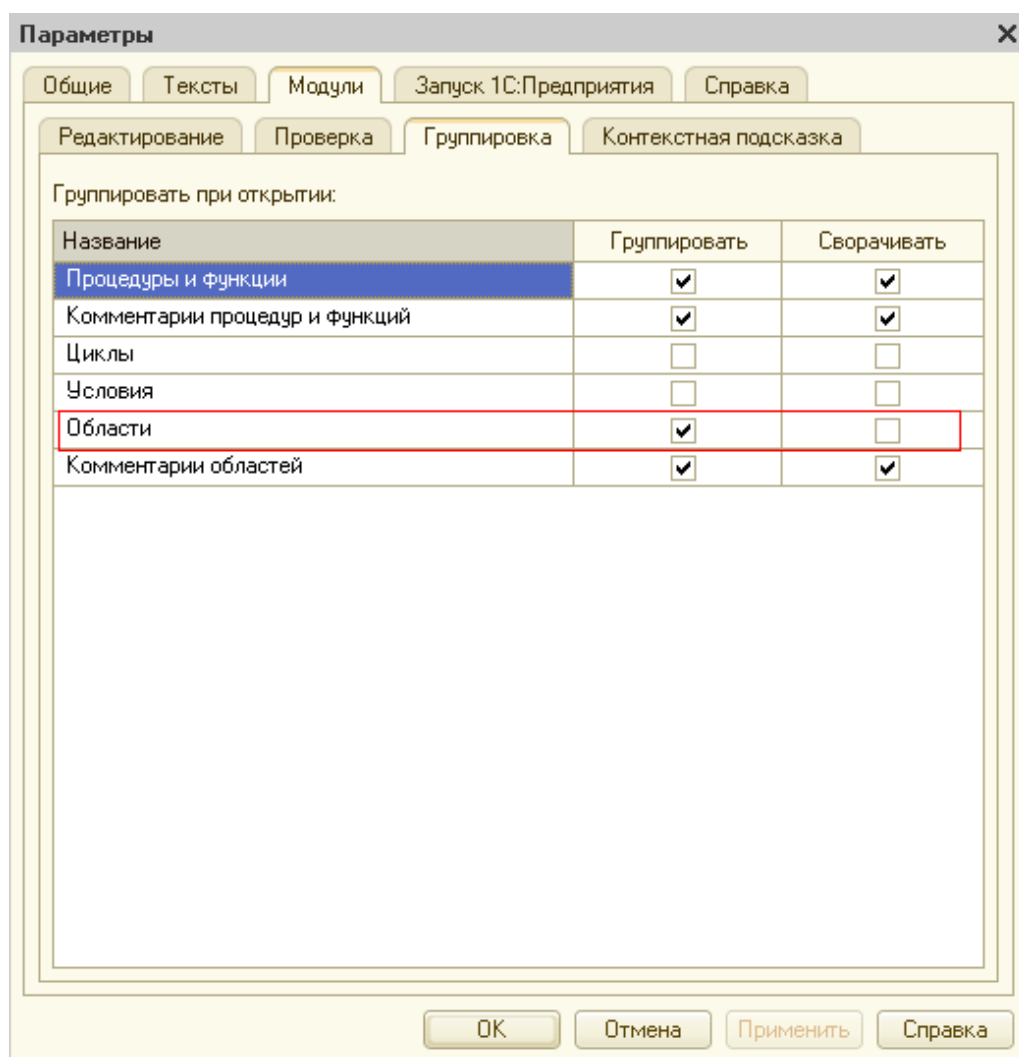 Параметры
Общие Тексты Модули Запуск 1С:Предприятия Справка
Редактирование Проверка Группировка Контекстная подсказка
Группировать при открытии:
Название Группировать Сворачивать
Процедуры и функции
Комментарии процедур и функций
Циклы
Условия
Области
Комментарии областей
OK Отмена Применить Справка